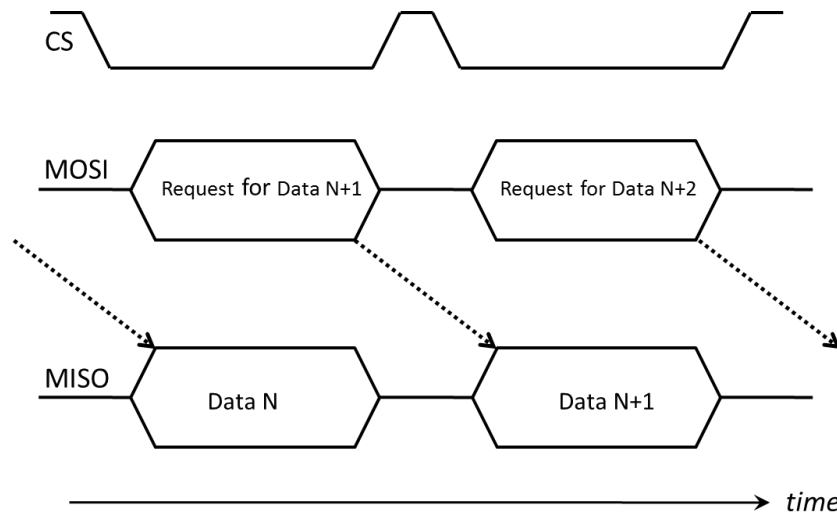 CS
MOSI
Request for Data N+1
Request for Data N+2
MISO
Data N
Data N+1
time